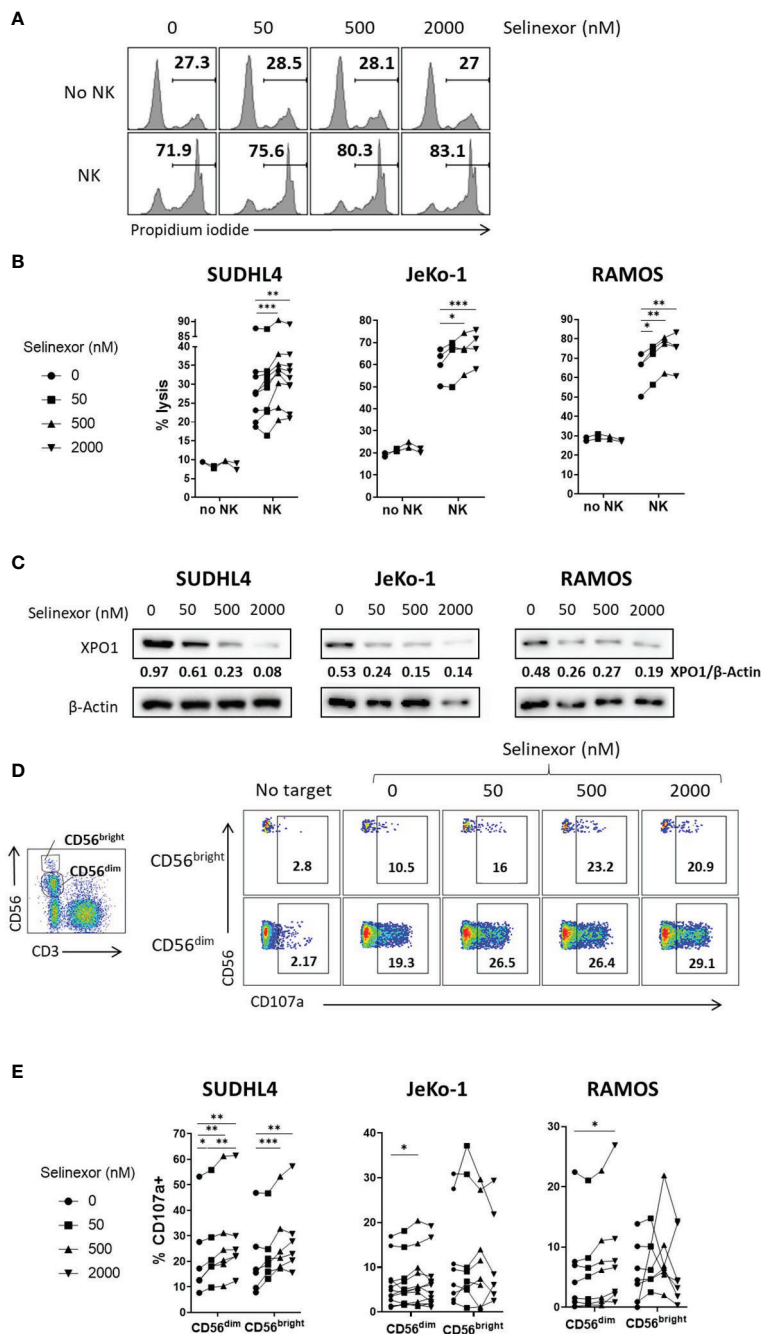 A
0 50 500 2000 Selinexor (nM)
No NK 27.3 28.5 28.1 27
NK 71.9 75.6 80.3 83.1
Propidium iodide
B
SUDHL4 JeKo-1 RAMOS
Selinexor (nM)
0
50
500
2000
% lysis
90
85
40
35
30
25
20
15
10
5
0
no NK NK
** 
***
80
70
60
50
40
30
20
10
0
no NK NK
***
*
90
80
70
60
50
40
30
20
10
0
no NK NK
**
**
*
C
SUDHL4 JeKo-1 RAMOS
Selinexor (nM) 0 50 500 2000 0 50 500 2000 0 50 500 2000
XPO1
0.97 0.61 0.23 0.08 0.53 0.24 0.15 0.14 0.48 0.26 0.27 0.19 XPO1/β-Actin
β-Actin
D
Selinexor (nM)
No target 0 50 500 2000
CD56bright
CD56dim
CD56
CD3
CD56bright 2.8 10.5 16 23.2 20.9
CD56dim 2.17 19.3 26.5 26.4 29.1
CD56
CD107a
E
SUDHL4 JeKo-1 RAMOS
Selinexor (nM)
0
50
500
2000
% CD107a+
70
60
50
40
30
20
10
0
CD56dim CD56bright
** **
** ***
* **
40
30
20
10
0
CD56dim CD56bright
*
30
20
10
0
CD56dim CD56bright
*